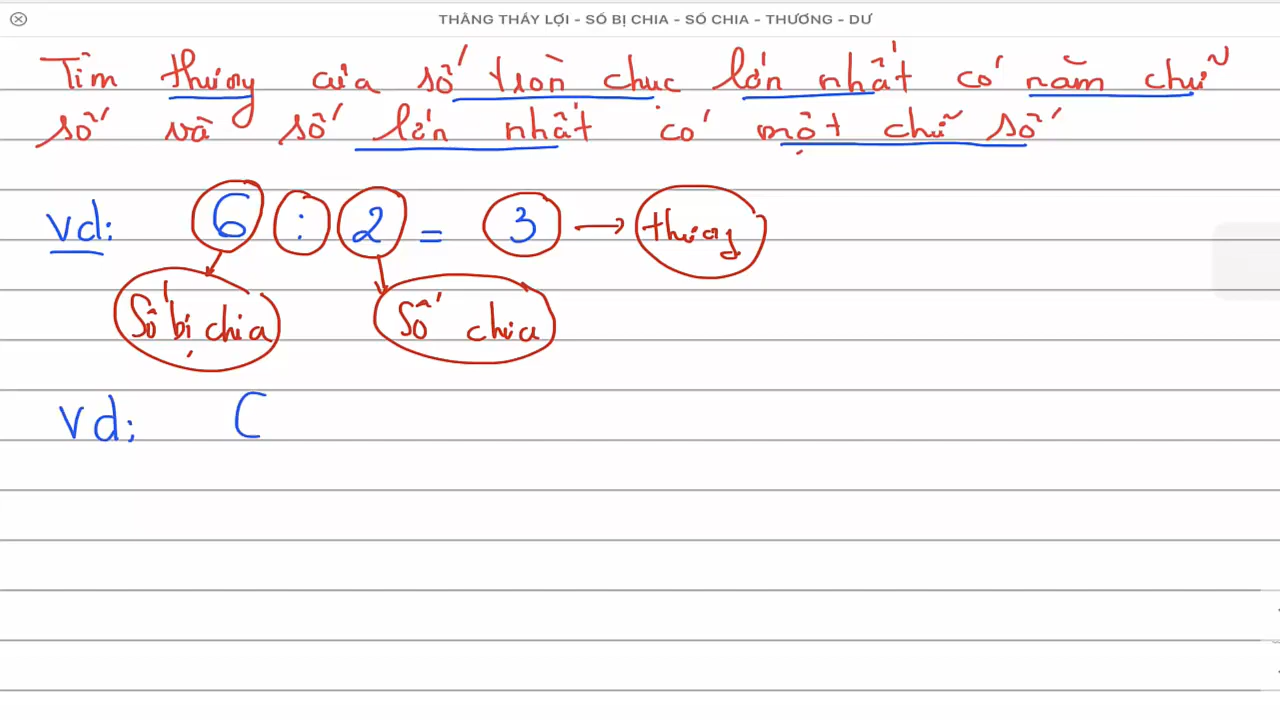 THẰNG THẦY LỢI - SỐ BỊ CHIA - SỐ CHIA - THƯƠNG - DƯ
Tìm thương của số tròn chục lớn nhất có năm chữ
số và số lớn nhất có một chữ số
vd: 6 : 2 = 3 → thương
Số bị chia Số chia
vd: (